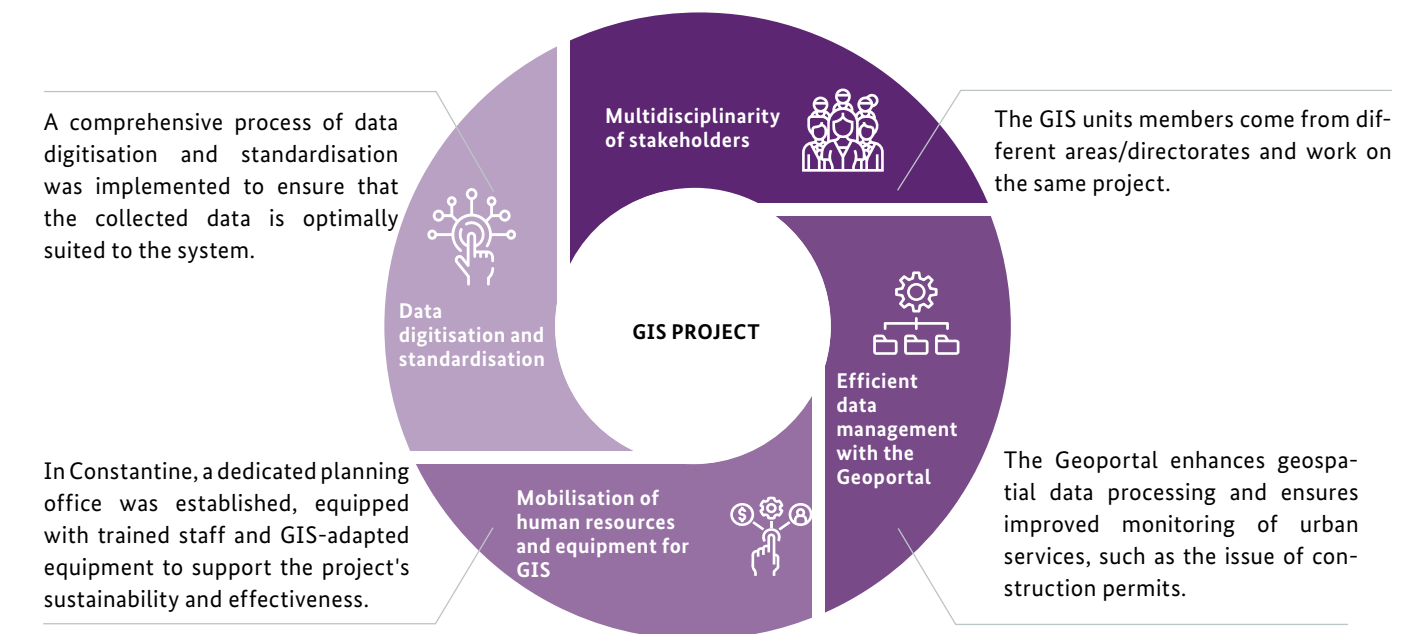 Multidisciplinarity
of stakeholders
The GIS units members come from dif-
ferent areas/directorates and work on
the same project.
A comprehensive process of data
digitisation and standardisation
was implemented to ensure that
the collected data is optimally
suited to the system.
Data
digitisation and
standardisation
GIS PROJECT
Efficient
data
management
with the
Geoportal
The Geoportal enhances geospa-
tial data processing and ensures
improved monitoring of urban
services, such as the issue of con-
struction permits.
In Constantine, a dedicated planning
office was established, equipped
with trained staff and GIS-adapted
equipment to support the project's
sustainability and effectiveness.
Mobilisation of
human resources
and equipment for
GIS
$